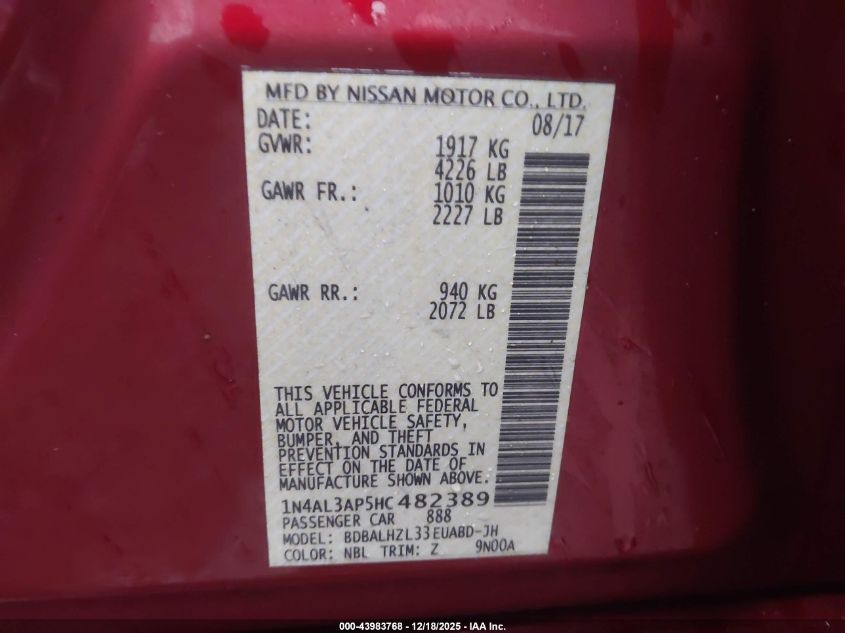 MFD BY NISSAN MOTOR CO., LTD.
DATE: 08/17
GVWR: 1917 KG
4226 LB
GAWR FR.: 1010 KG
2227 LB
GAWR RR.: 940 KG
2072 LB
THIS VEHICLE CONFORMS TO
ALL APPLICABLE FEDERAL
MOTOR VEHICLE SAFETY,
BUMPER, AND THEFT
PREVENTION STANDARDS IN
EFFECT ON THE DATE OF
MANUFACTURE SHOWN ABOVE.
1N4AL3AP5HC482389
PASSENGER CAR 888
MODEL: BDBALHZL33EUABD-JH
COLOR: NBL TRIM: Z 9N00A
000-43983768 - 12/18/2025 - IAA Inc.